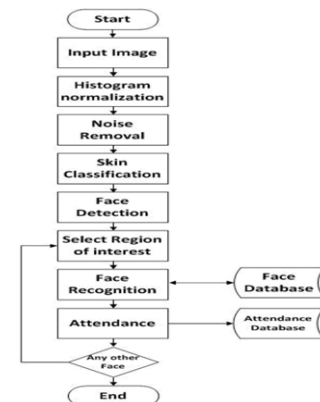 Start
Input Image
Histogram
normalization
Noise
Removal
Skin
Classification
Face
Detection
Select Region
of interest
Face
Recognition
Face
Database
Attendance
Attendance
Database
Any other
Face
End